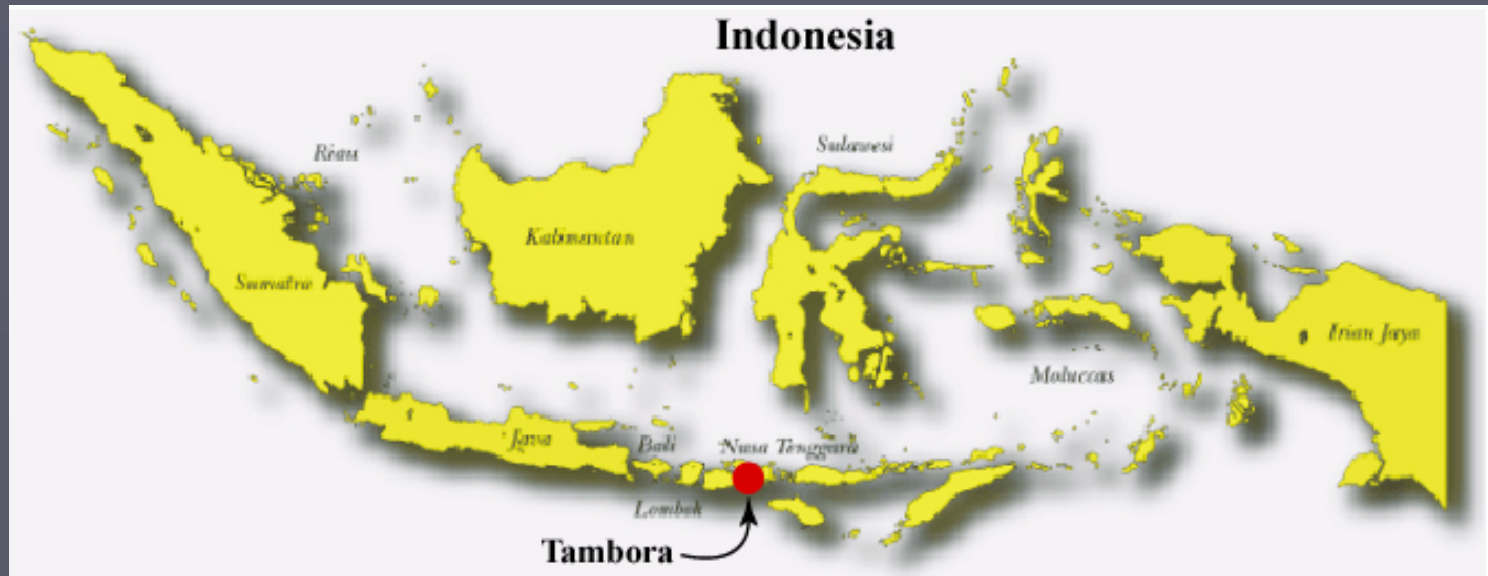 Indonesia
Sulawesi
Riau
Kalimantan
Sumatra
Irian Jaya
Moluccas
Java
Bali
Nusa Tenggara
Lombok
Tambora